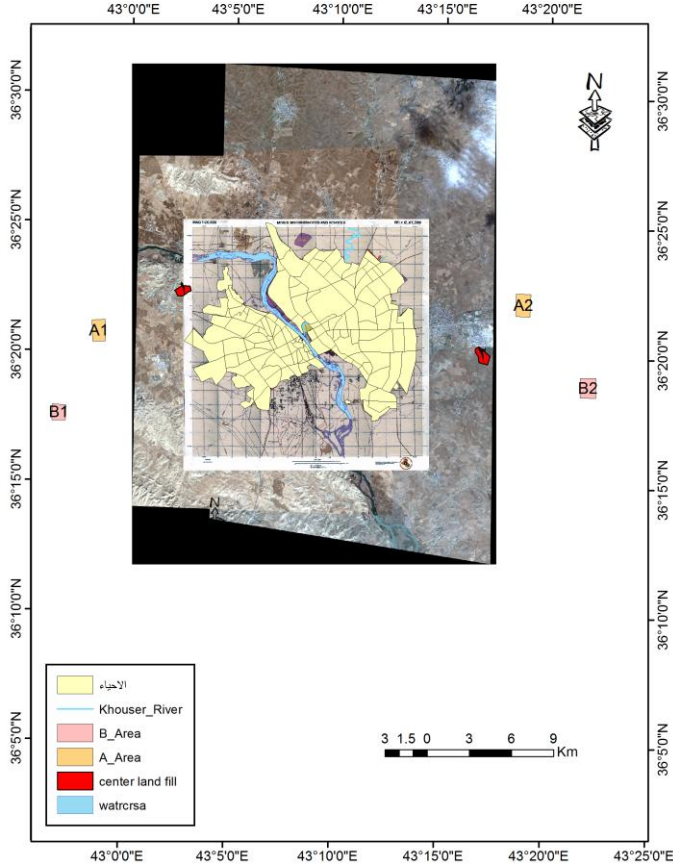 43°0'0"E 43°5'0"E 43°10'0"E 43°15'0"E 43°20'0"E
36°30'0"N 36°30'0"N
N
36°25'0"N 36°25'0"N
A2
A1
36°20'0"N 36°20'0"N
B2
B1
36°15'0"N 36°15'0"N
36°10'0"N 36°10'0"N
36°5'0"N 36°5'0"N
الاحياء
Khouser_River
B_Area
A_Area
center land fill
watrcrsa
3 1.5 0 3 6 9
Km
43°0'0"E 43°5'0"E 43°10'0"E 43°15'0"E 43°20'0"E